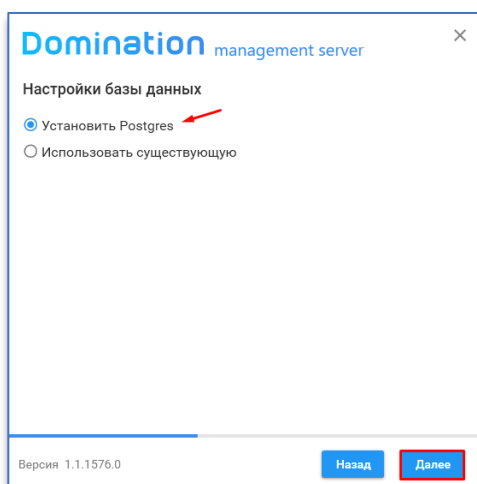 Domination management server
Настройки базы данных
Установить Postgres
Использовать существующую
Версия 1.1.1576.0
Назад
Далее